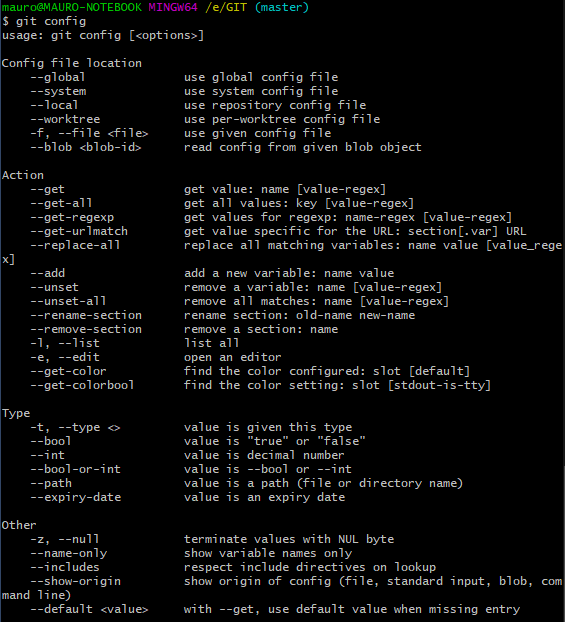 mauro@MAURO-NOTEBOOK MINGW64 /e/GIT (master)
$ git config
usage: git config [<options>]

Config file location
    --global              use global config file
    --system              use system config file
    --local               use repository config file
    --worktree            use per-worktree config file
    -f, --file <file>     use given config file
    --blob <blob-id>      read config from given blob object

Action
    --get                 get value: name [value-regex]
    --get-all             get all values: key [value-regex]
    --get-regexp          get values for regexp: name-regex [value-regex]
    --get-urlmatch        get value specific for the URL: section[.var] URL
    --replace-all         replace all matching variables: name value [value_rege
x]
    --add                 add a new variable: name value
    --unset               remove a variable: name [value-regex]
    --unset-all           remove all matches: name [value-regex]
    --rename-section      rename section: old-name new-name
    --remove-section      remove a section: name
    -l, --list            list all
    -e, --edit            open an editor
    --get-color           find the color configured: slot [default]
    --get-colorbool       find the color setting: slot [stdout-is-tty]

Type
    -t, --type <>         value is given this type
    --bool                value is "true" or "false"
    --int                 value is decimal number
    --bool-or-int         value is --bool or --int
    --path                value is a path (file or directory name)
    --expiry-date         value is an expiry date

Other
    -z, --null            terminate values with NUL byte
    --name-only           show variable names only
    --includes            respect include directives on lookup
    --show-origin         show origin of config (file, standard input, blob, com
mand line)
    --default <value>     with --get, use default value when missing entry